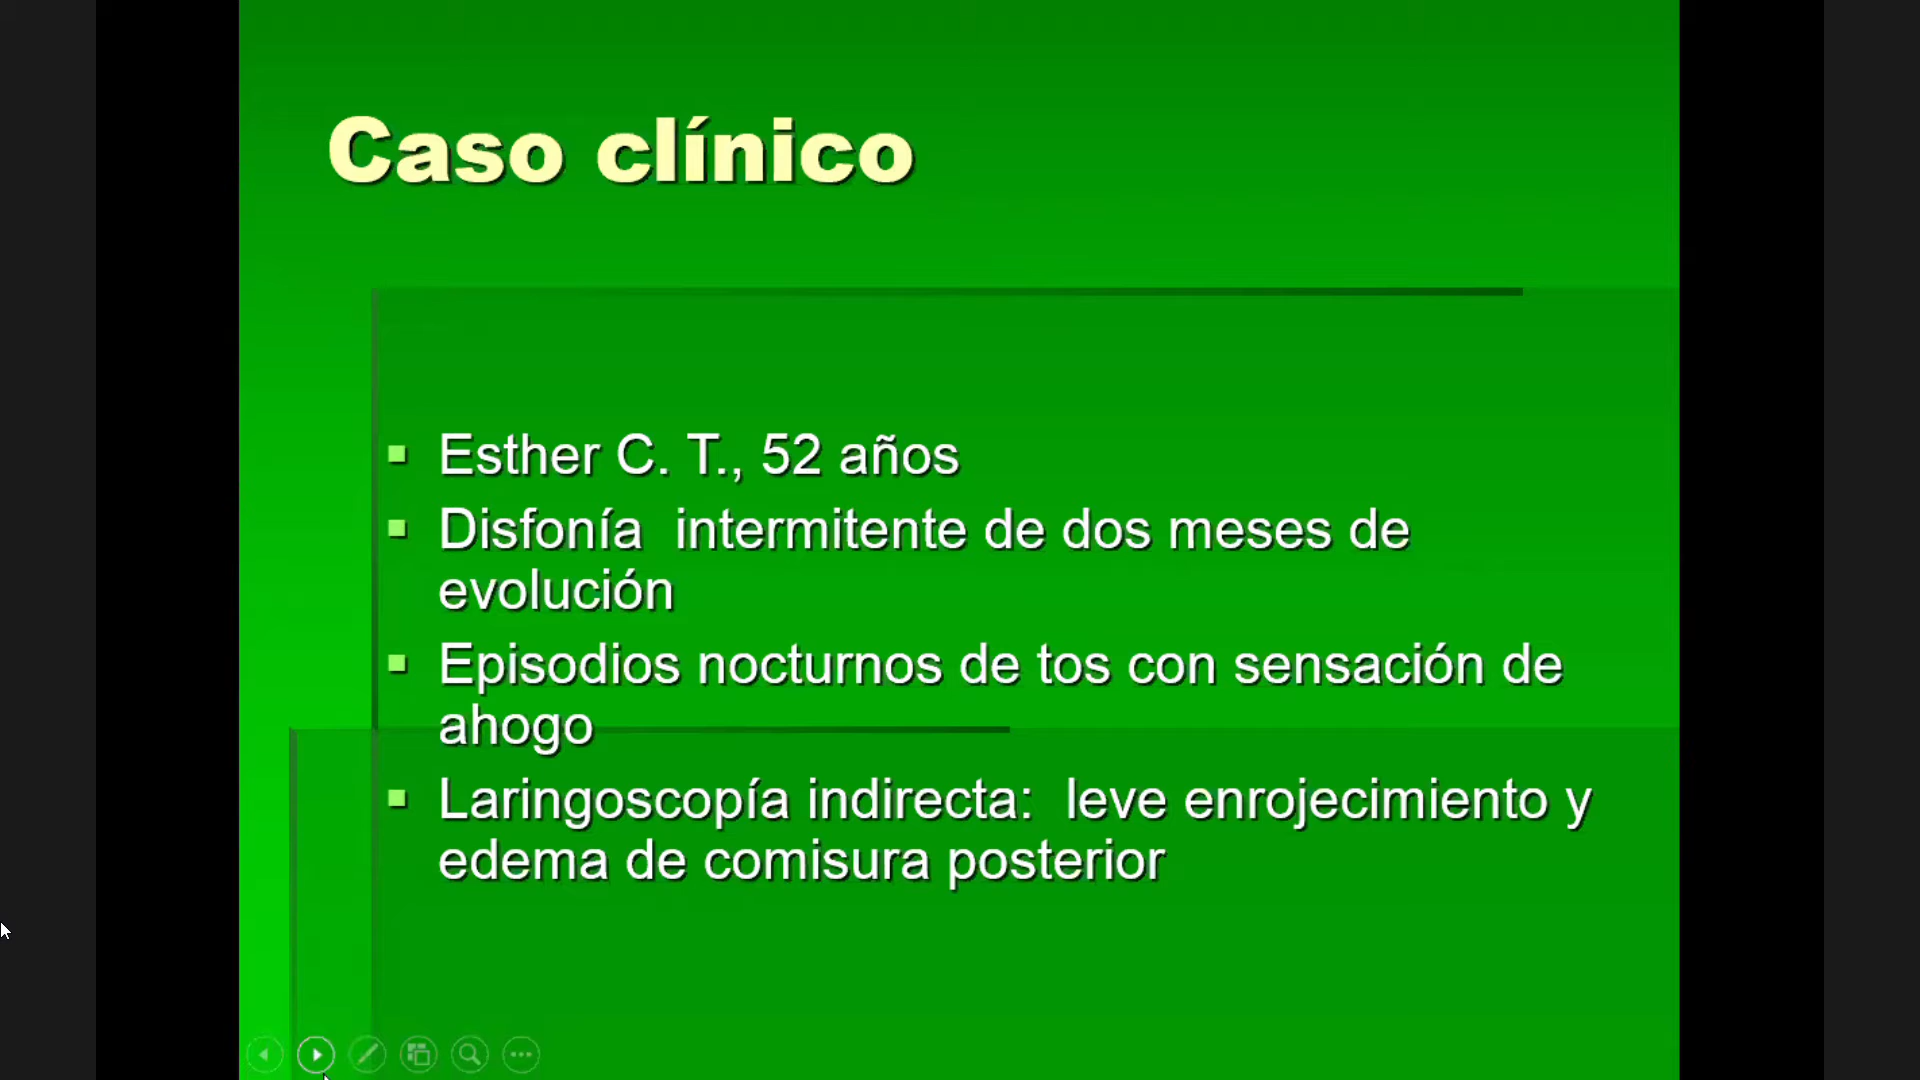 Caso clínico
Esther C. T., 52 años
Disfonía intermitente de dos meses de
evolución
Episodios nocturnos de tos con sensación de
ahogo
Laringoscopía indirecta: leve enrojecimiento y
edema de comisura posterior